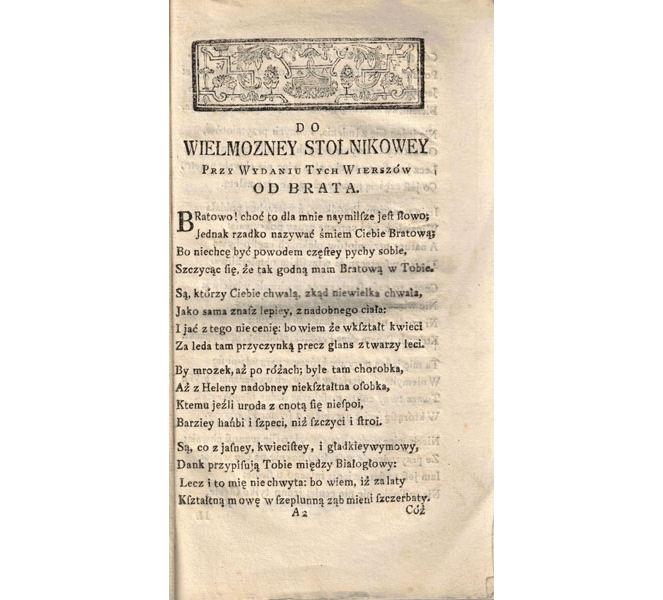 DO
WIELMOZNEY STOLNIKOWEY
PRZY WYDANIU TYCH WIERSZÓW
OD BRATA.
BRatowo! choć to dla mnie naymilſze jeſt ſłowo;
Jednak rzadko nazywać śmiem Ciebie Bratową;
Bo niechcę być powodem częſtey pychy sobie,
Szczycąc ſię, że tak godną mam Bratową w Tobie.
Są, którzy Ciebie chwalą, zkąd niewielka chwała,
Jako sama znaſz lepiey, z nadobnego ciała:
I jać z tego nie cenię: bo wiem że wkſztałt kwieci
Za leda tam przyczynką precz glans z twarzy leci.
By mrozek, aż po różach; byle tam chorobka,
Aż z Heleny nadobney niekſztałtna oſobka,
Ktemu jeźli uroda z cnotą ſię nieſpoi,
Barziey hańbi i ſzpeci, niż ſzczyci i ſtroi.
Są, co z jaſney, kwieciſtey, i gładkieywymowy,
Dank przypiſują Tobie między Białogłowy:
Lecz i to mię nie chwyta: bo wiem, iż za laty
Kſztałtną mowę w ſzeplunną ząb mieni ſzczerbaty.
A 2
Cóż